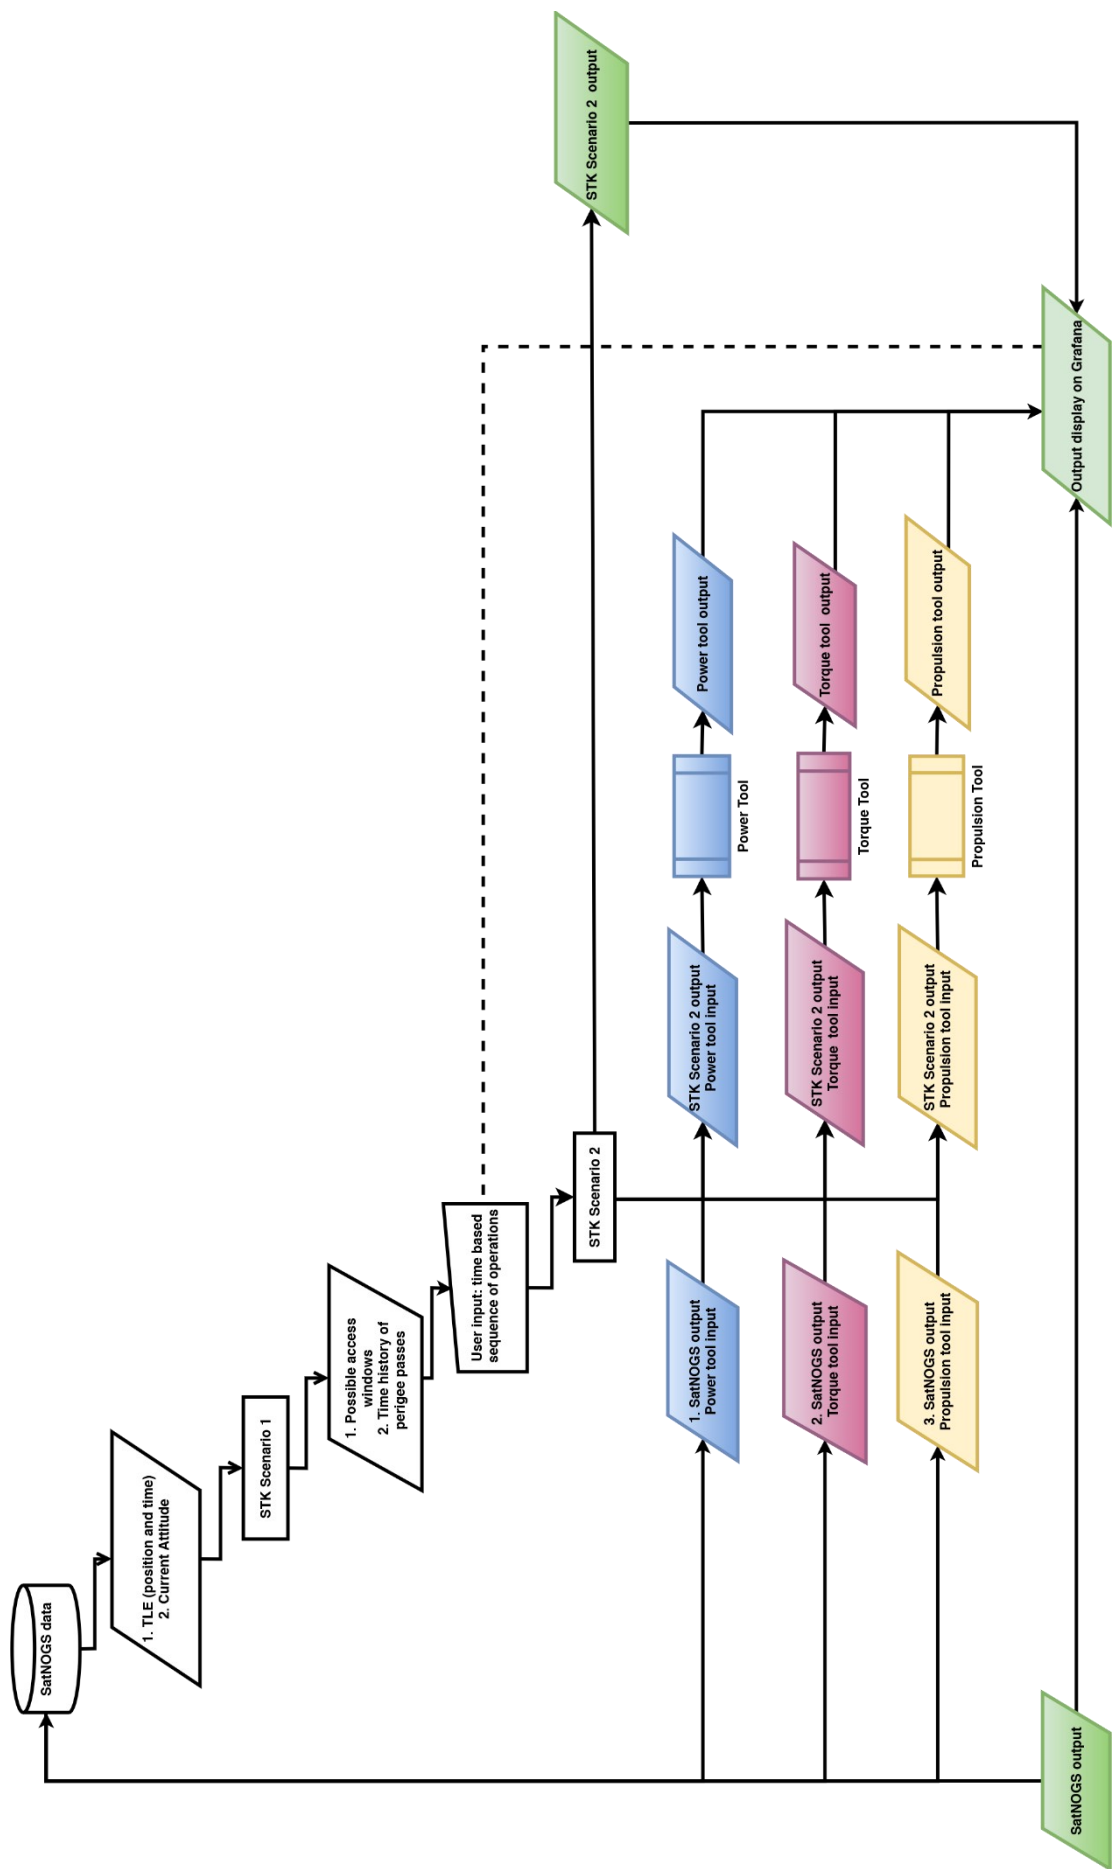 SatNOGS data
1. TLE (position and time)
2. Current Attitude
STK Scenario 1
1. Possible access
windows
2. Time history of
perigee passes
User input: time based
sequence of operations
STK Scenario 2
STK Scenario 2 output
1. SatNOGS output
Power tool input
STK Scenario 2 output
Power tool input
Power Tool
Power tool output
2. SatNOGS output
Torque tool input
STK Scenario 2 output
Torque tool input
Torque Tool
Torque tool output
3. SatNOGS output
Propulsion tool input
STK Scenario 2 output
Propulsion tool input
Propulsion Tool
Propulsion tool output
SatNOGS output
Output display on Grafana